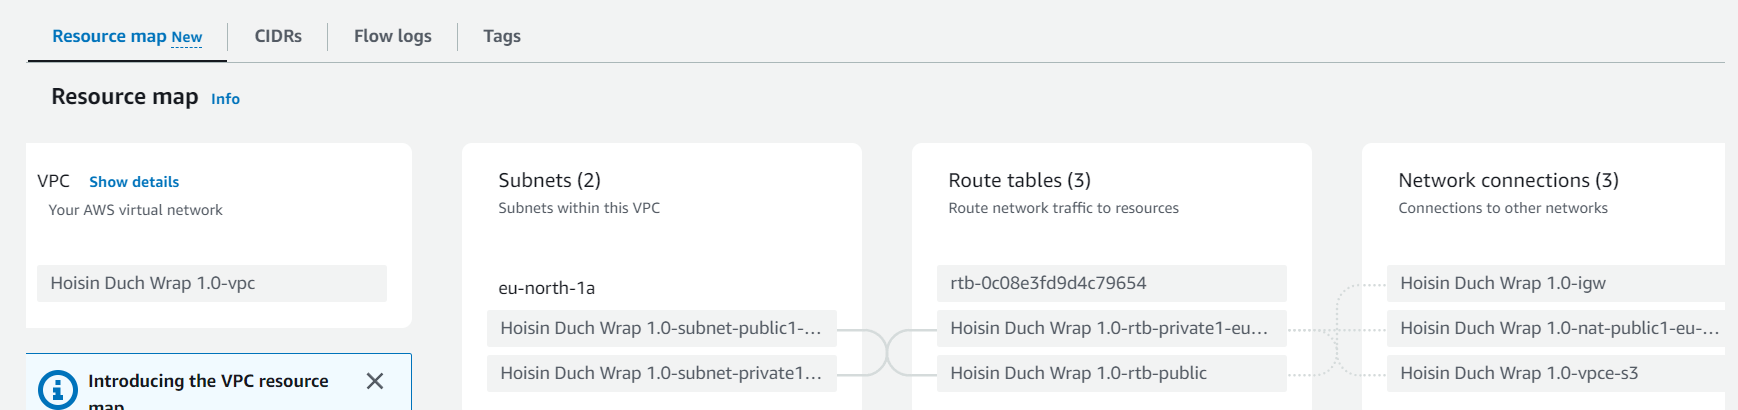 Resource map New
CIDRs
Flow logs
Tags
Resource map Info
VPC Show details
Your AWS virtual network
Hoisin Duch Wrap 1.0-vpc
Introducing the VPC resource
map
Subnets (2)
Subnets within this VPC
eu-north-1a
Hoisin Duch Wrap 1.0-subnet-public1-...
Hoisin Duch Wrap 1.0-subnet-private1...
Route tables (3)
Route network traffic to resources
rtb-0c08e3fd9d4c79654
Hoisin Duch Wrap 1.0-rtb-private1-eu...
Hoisin Duch Wrap 1.0-rtb-public
Network connections (3)
Connections to other networks
Hoisin Duch Wrap 1.0-igw
Hoisin Duch Wrap 1.0-nat-public1-eu-...
Hoisin Duch Wrap 1.0-vpce-s3